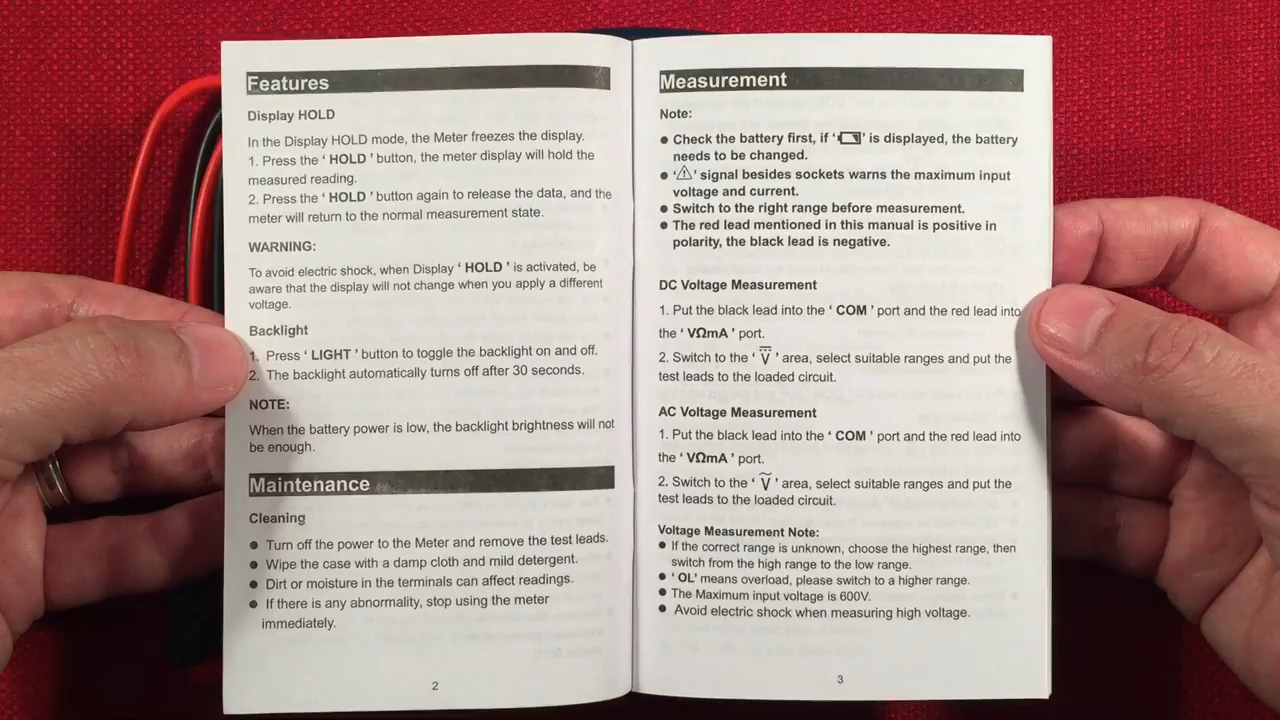 Features
Display HOLD
In the Display HOLD mode, the Meter freezes the display.
1. Press the ‘ HOLD ’ button, the meter display will hold the
measured reading.
2. Press the ‘ HOLD ’ button again to release the data, and the
meter will return to the normal measurement state.
WARNING:
To avoid electric shock, when Display ‘ HOLD ’ is activated, be
aware that the display will not change when you apply a different
voltage.
Backlight
1. Press ‘ LIGHT ’ button to toggle the backlight on and off.
2. The backlight automatically turns off after 30 seconds.
NOTE:
When the battery power is low, the backlight brightness will not
be enough.
Maintenance
Cleaning
● Turn off the power to the Meter and remove the test leads.
● Wipe the case with a damp cloth and mild detergent.
● Dirt or moisture in the terminals can affect readings.
● If there is any abnormality, stop using the meter
immediately.
2
Measurement
Note:
● Check the battery first, if ‘ ’ is displayed, the battery
needs to be changed.
● ‘⚠’ signal besides sockets warns the maximum input
voltage and current.
● Switch to the right range before measurement.
● The red lead mentioned in this manual is positive in
polarity, the black lead is negative.
DC Voltage Measurement
1. Put the black lead into the ‘ COM ’ port and the red lead into
the ‘ VΩmA ’ port.
2. Switch to the ‘ V ’ area, select suitable ranges and put the
test leads to the loaded circuit.
AC Voltage Measurement
1. Put the black lead into the ‘ COM ’ port and the red lead into
the ‘ VΩmA ’ port.
2. Switch to the ‘ Ṽ ’ area, select suitable ranges and put the
test leads to the loaded circuit.
Voltage Measurement Note:
● If the correct range is unknown, choose the highest range, then
switch from the high range to the low range.
● ‘ OL’ means overload, please switch to a higher range.
● The Maximum input voltage is 600V.
● Avoid electric shock when measuring high voltage.
3